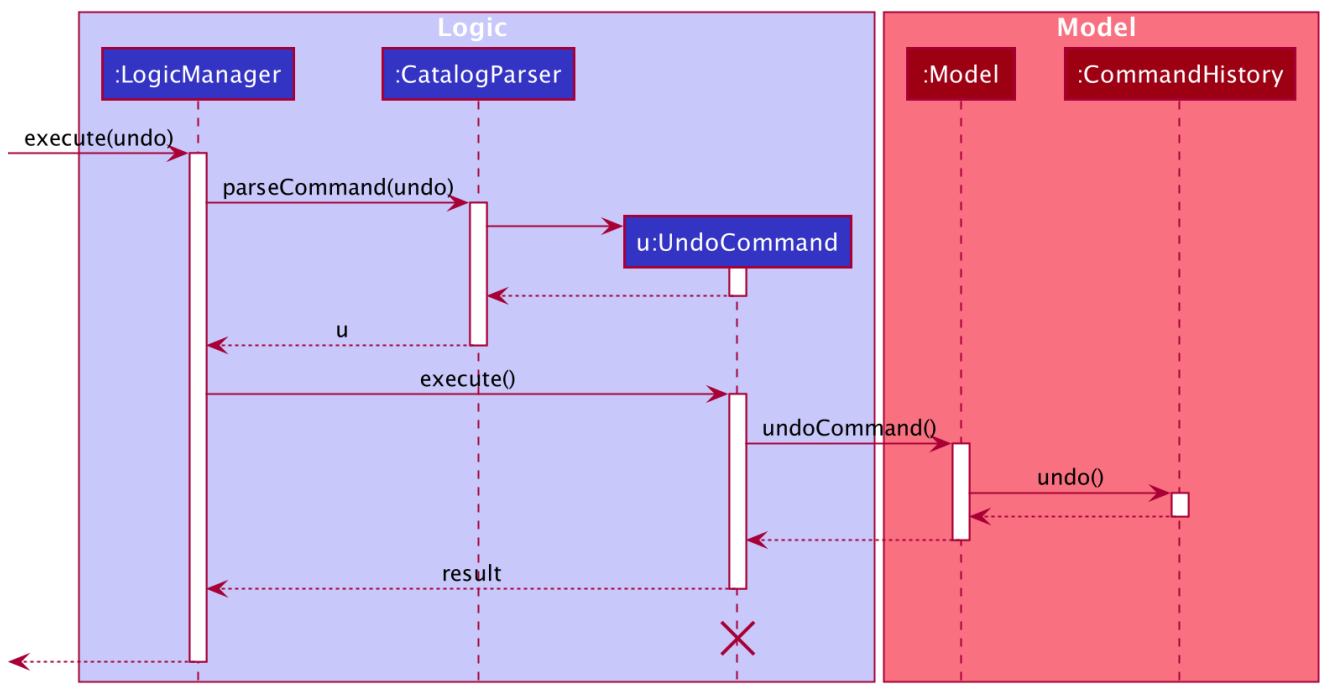 Logic
Model
:LogicManager
:CatalogParser
:Model
:CommandHistory
execute(undo)
parseCommand(undo)
u:UndoCommand
u
execute()
undoCommand()
undo()
result